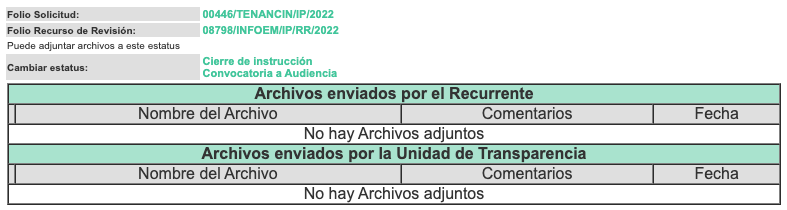 Folio Solicitud: 00446/TENANCIN/IP/2022
Folio Recurso de Revisión: 08798/INFOEM/IP/RR/2022
Puede adjuntar archivos a este estatus
Cambiar estatus: Cierre de instrucción
Convocatoria a Audiencia
Archivos enviados por el Recurrente
Nombre del Archivo Comentarios Fecha
No hay Archivos adjuntos
Archivos enviados por la Unidad de Transparencia
Nombre del Archivo Comentarios Fecha
No hay Archivos adjuntos